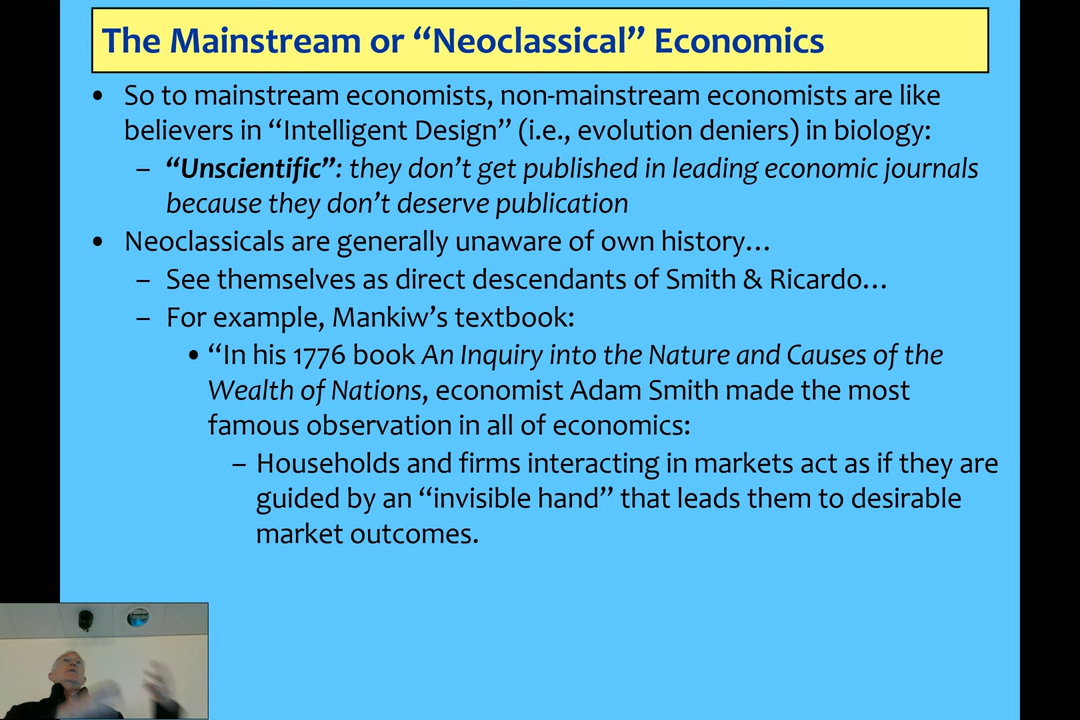 The Mainstream or “Neoclassical” Economics
• So to mainstream economists, non-mainstream economists are like
believers in “Intelligent Design” (i.e., evolution deniers) in biology:
– “Unscientific”: they don’t get published in leading economic journals
because they don’t deserve publication
• Neoclassicals are generally unaware of own history…
– See themselves as direct descendants of Smith & Ricardo…
– For example, Mankiw’s textbook:
• “In his 1776 book An Inquiry into the Nature and Causes of the
Wealth of Nations, economist Adam Smith made the most
famous observation in all of economics:
– Households and firms interacting in markets act as if they are
guided by an “invisible hand” that leads them to desirable
market outcomes.